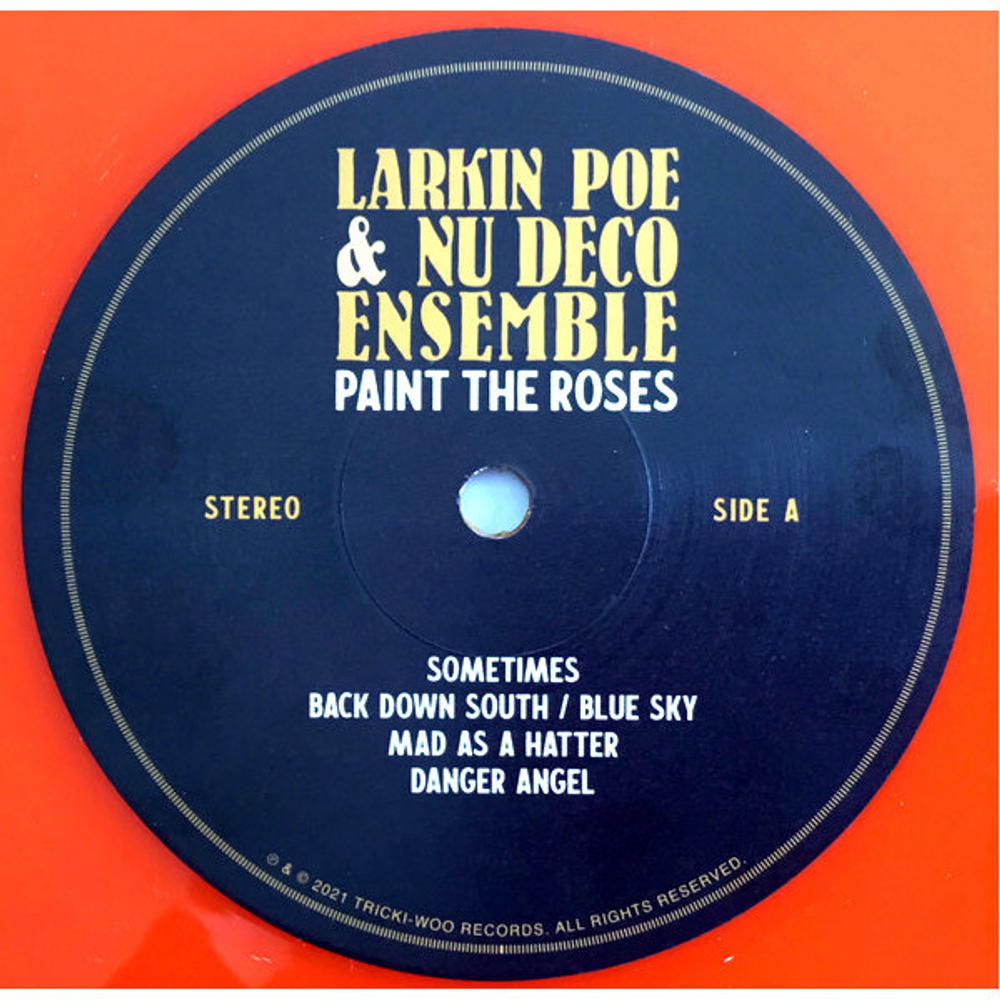 LARKIN POE
& NU DECO
ENSEMBLE
PAINT THE ROSES
STEREO
SIDE A
SOMETIMES
BACK DOWN SOUTH / BLUE SKY
MAD AS A HATTER
DANGER ANGEL
℗ & © 2021 TRICKI-WOO RECORDS. ALL RIGHTS RESERVED.